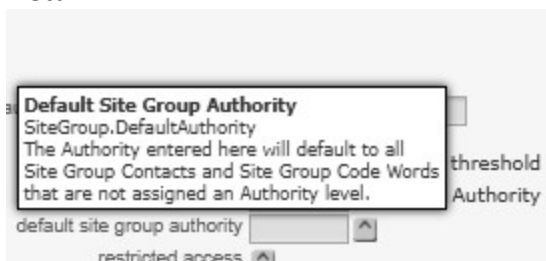 Default Site Group Authority
SiteGroup.DefaultAuthority
The Authority entered here will default to all
Site Group Contacts and Site Group Code Words
that are not assigned an Authority level.
threshold
Authority
default site group authority
restricted access